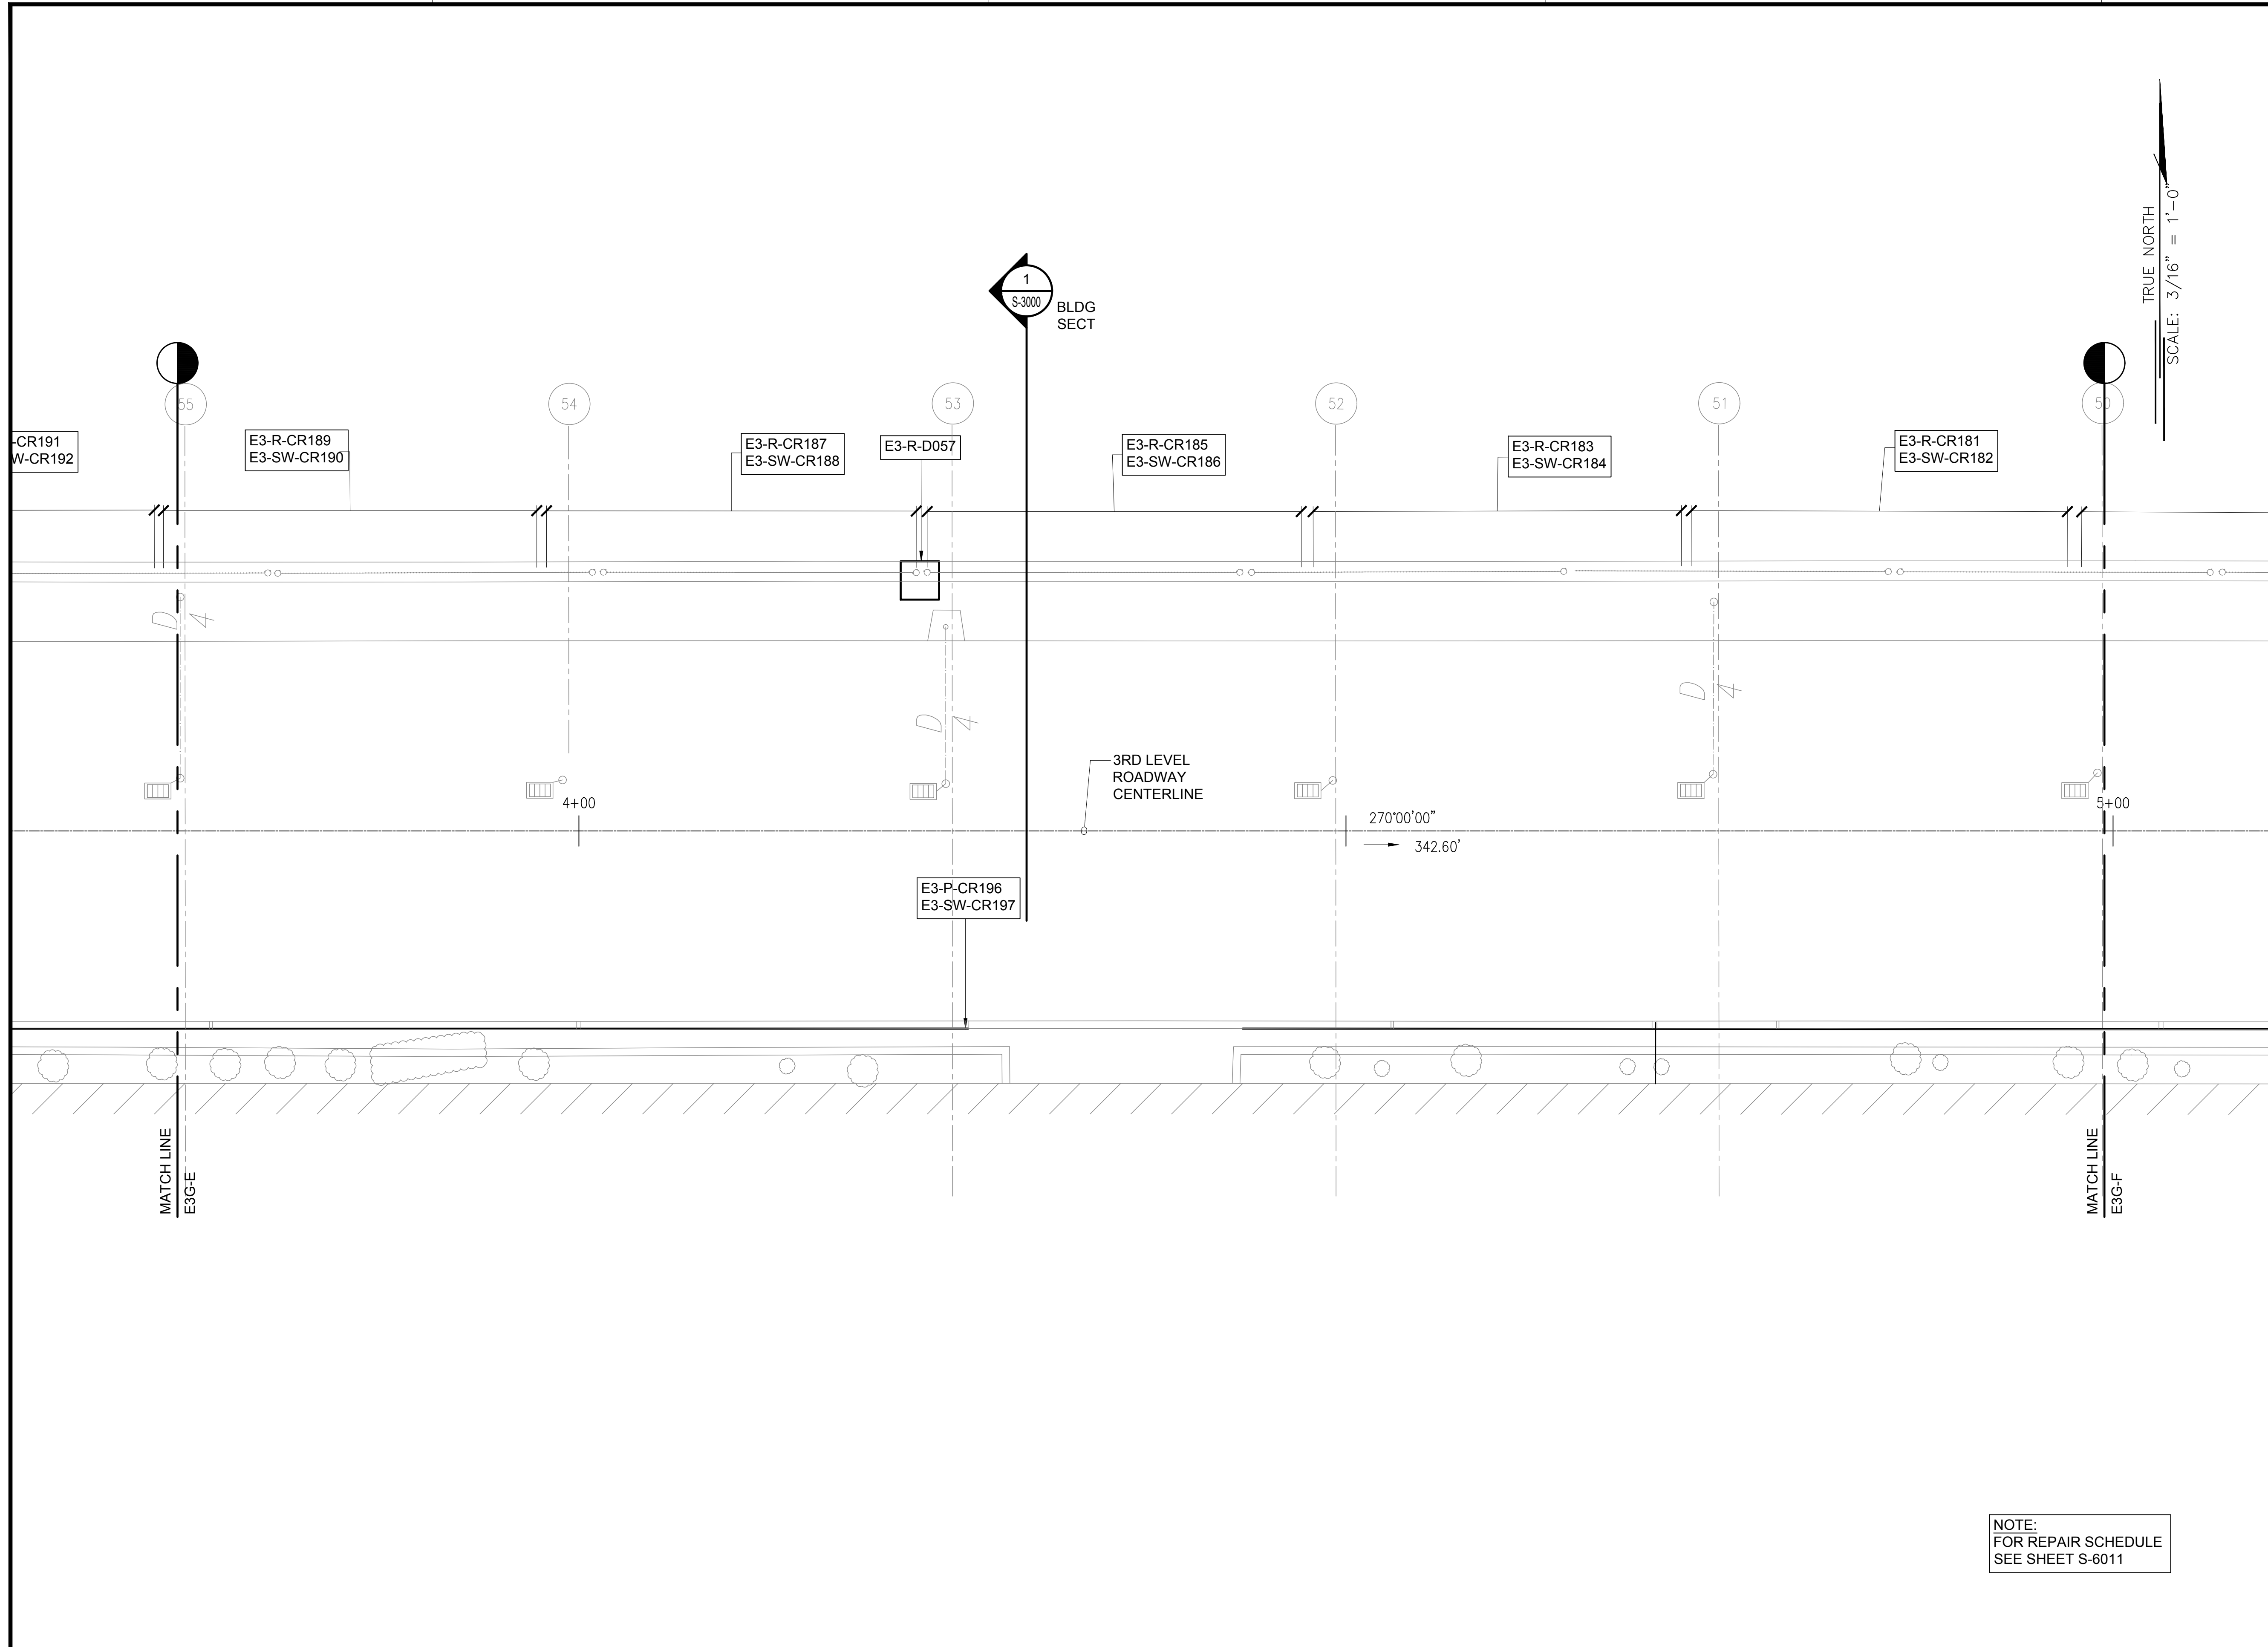 TRUE NORTH
SCALE: 3/16" = 1'-0"
1
S-3000
BLDG
SECT
55
54
53
52
51
50
-CR191
W-CR192
E3-R-CR189
E3-SW-CR190
E3-R-CR187
E3-SW-CR188
E3-R-D057
E3-R-CR185
E3-SW-CR186
E3-R-CR183
E3-SW-CR184
E3-R-CR181
E3-SW-CR182
D
4
D
4
D
4
3RD LEVEL
ROADWAY
CENTERLINE
4+00
5+00
270°00'00"
342.60'
E3-P-CR196
E3-SW-CR197
MATCH LINE
E3G-E
MATCH LINE
E3G-F
NOTE:
FOR REPAIR SCHEDULE
SEE SHEET S-6011